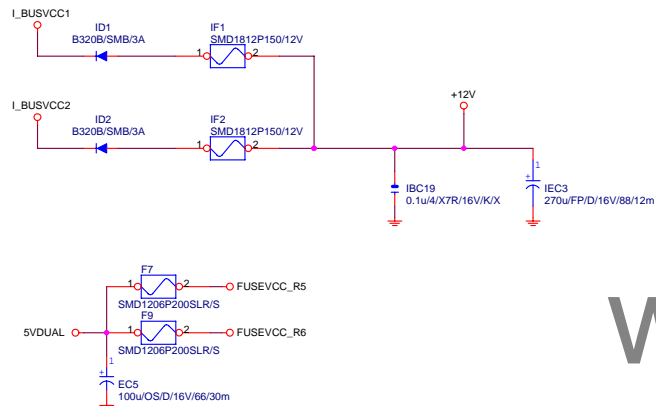 I_BUSVCC1
ID1
B320B/SMB/3A
IF1
SMD1812P150/12V
1
2
I_BUSVCC2
ID2
B320B/SMB/3A
IF2
SMD1812P150/12V
1
2
+12V
IBC19
0.1u/4/X7R/16V/K/X
1
+
IEC3
270u/FP/D/16V/88/12m
F7
1
2
FUSEVCC_R5
SMD1206P200SLR/S
F9
5VDUAL
1
2
FUSEVCC_R6
SMD1206P200SLR/S
1
+
EC5
100u/OS/D/16V/66/30m
W